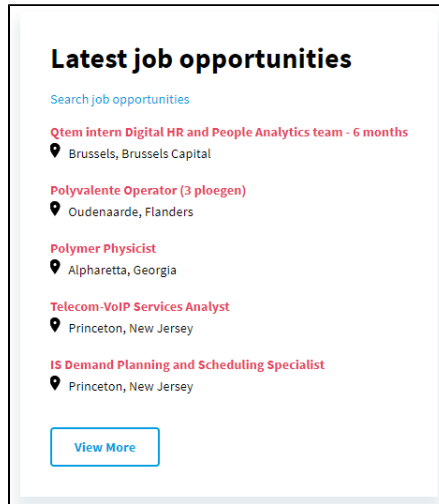 Latest job opportunities
Search job opportunities
Qtem intern Digital HR and People Analytics team - 6 months
Brussels, Brussels Capital
Polyvalente Operator (3 ploegen)
Oudenaarde, Flanders
Polymer Physicist
Alpharetta, Georgia
Telecom-VoIP Services Analyst
Princeton, New Jersey
IS Demand Planning and Scheduling Specialist
Princeton, New Jersey
View More